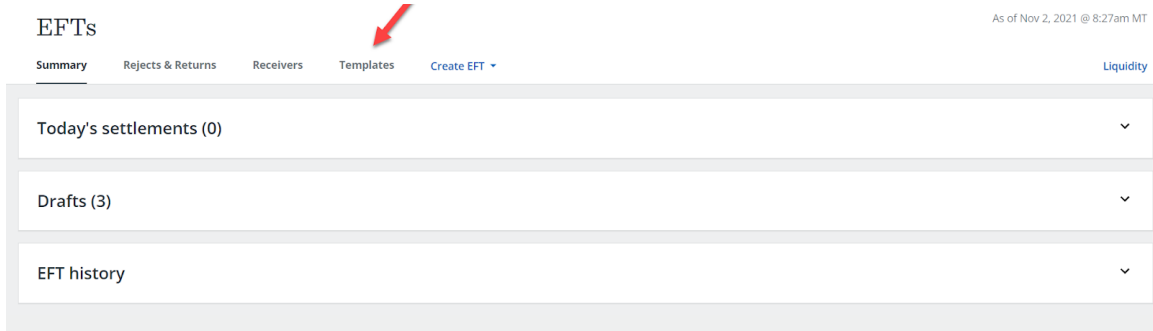 EFTs
As of Nov 2, 2021 @ 8:27am MT
Summary Rejects & Returns Receivers Templates Create EFT Liquidity
Today's settlements (0)
Drafts (3)
EFT history